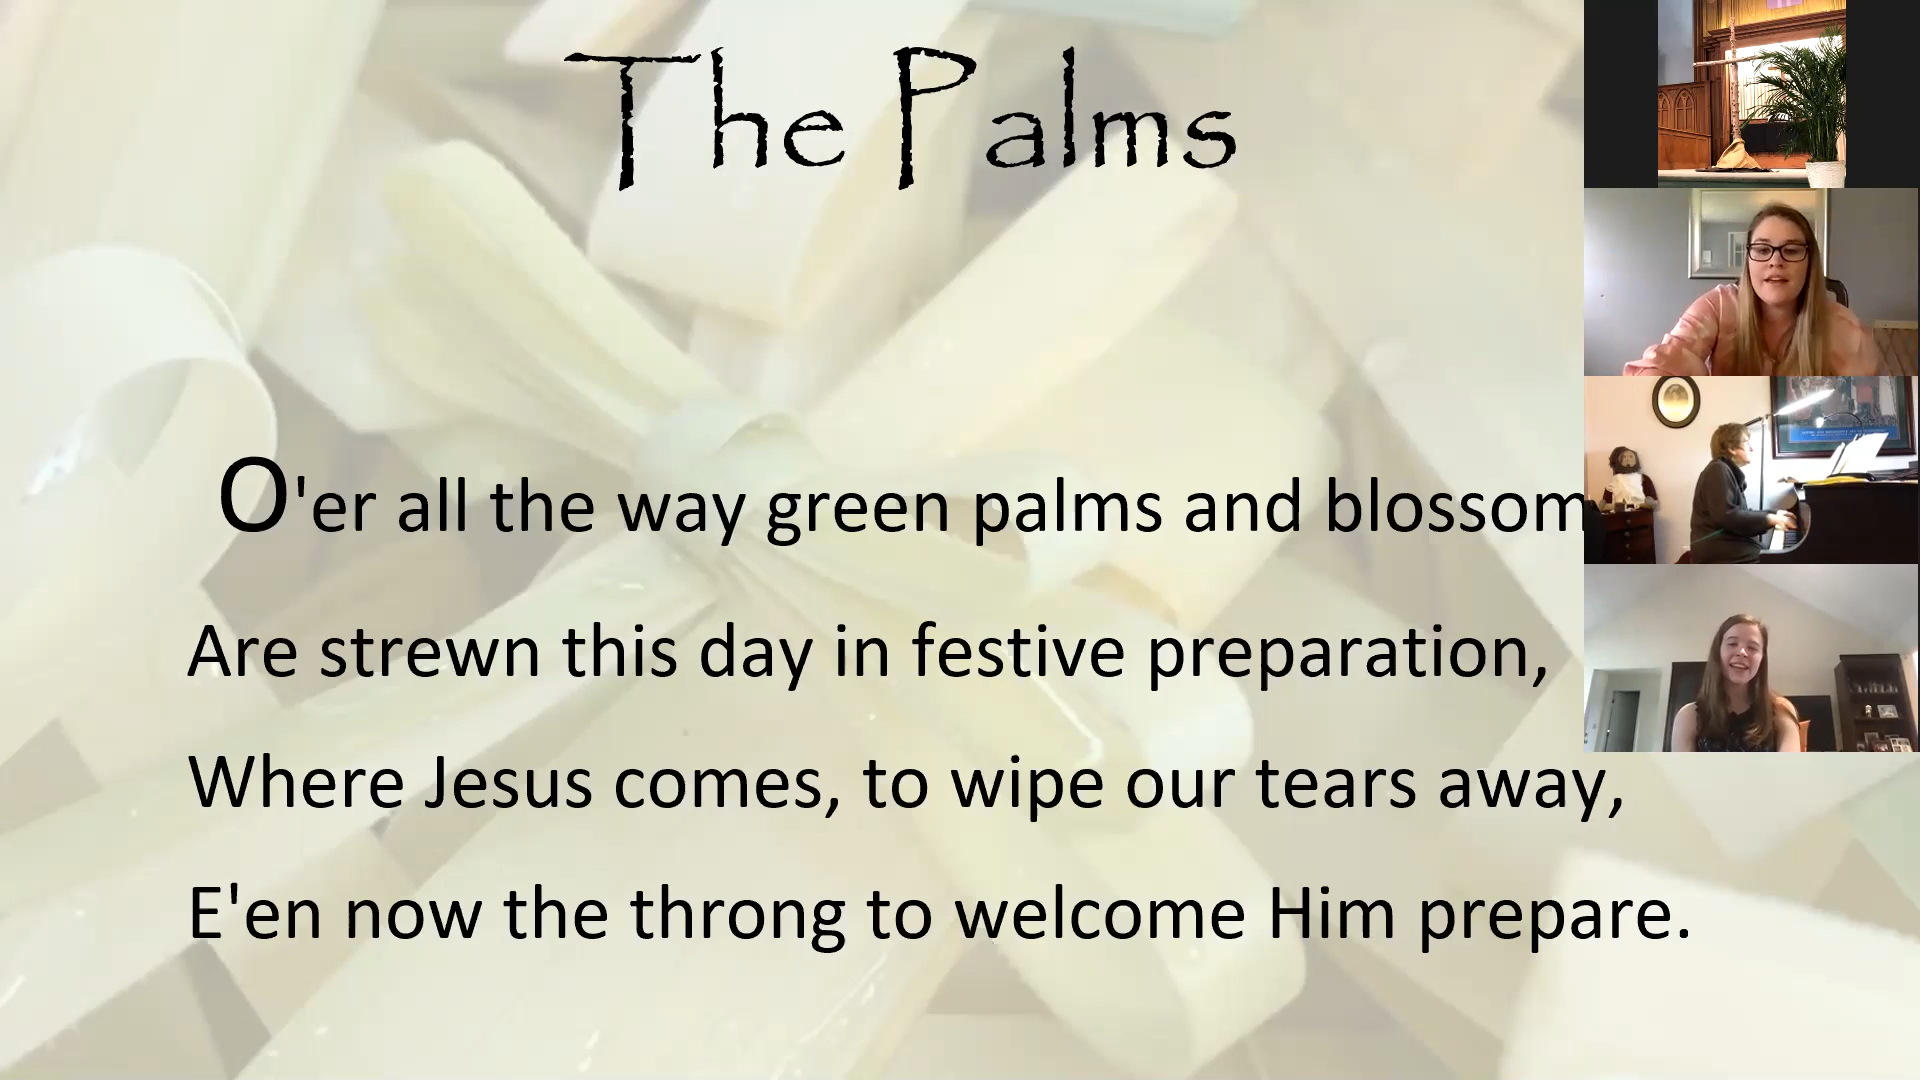 The Palms
O'er all the way green palms and blossom
Are strewn this day in festive preparation,
Where Jesus comes, to wipe our tears away,
E'en now the throng to welcome Him prepare.